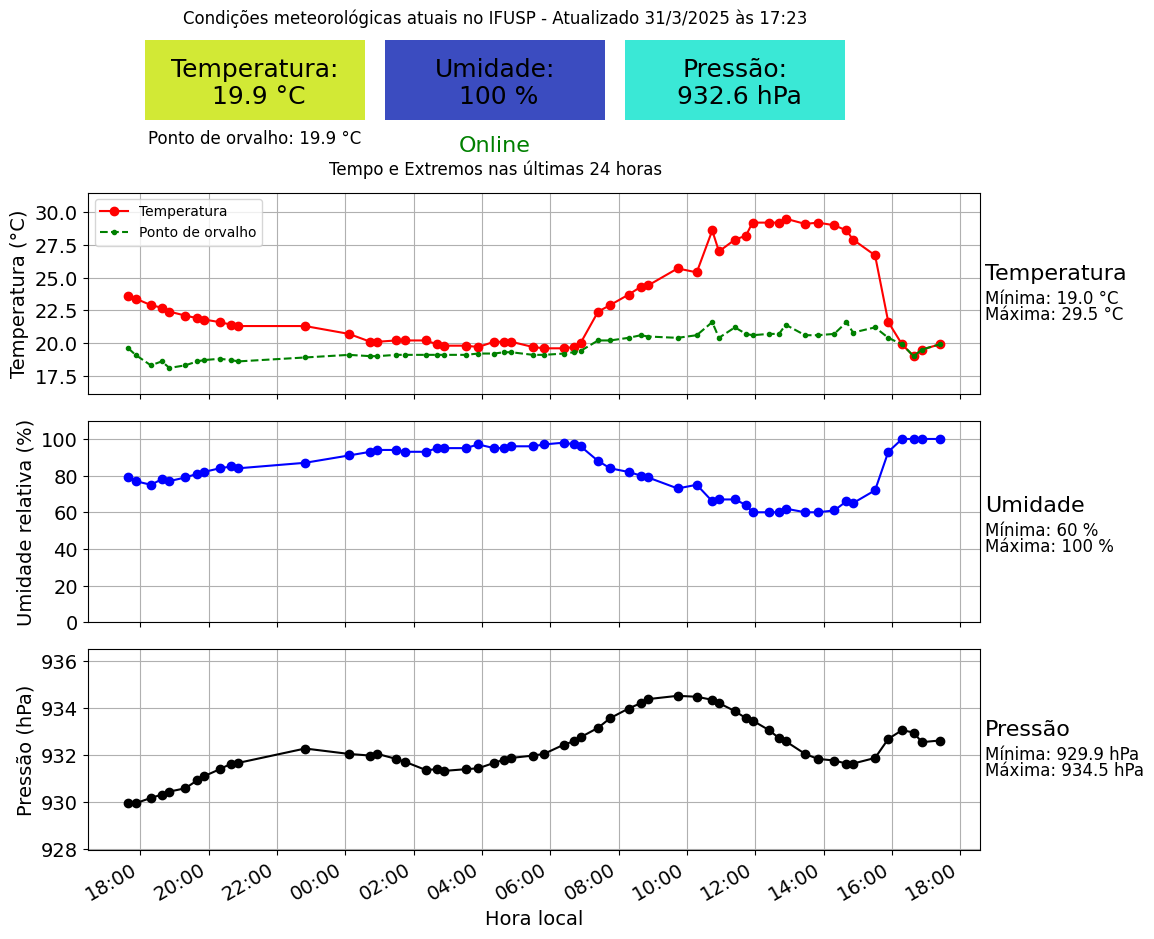 Condições meteorológicas atuais no IFUSP - Atualizado 31/3/2025 às 17:23
Temperatura:
19.9 °C
Umidade:
100 %
Pressão:
932.6 hPa
Ponto de orvalho: 19.9 °C
Online
Tempo e Extremos nas últimas 24 horas
Temperatura (°C)
30.0
27.5
25.0
22.5
20.0
17.5
Temperatura
Ponto de orvalho
Temperatura
Mínima: 19.0 °C
Máxima: 29.5 °C
Umidade relativa (%)
100
80
60
40
20
0
Umidade
Mínima: 60 %
Máxima: 100 %
Pressão (hPa)
936
934
932
930
928
Pressão
Mínima: 929.9 hPa
Máxima: 934.5 hPa
18:00 20:00 22:00 00:00 02:00 04:00 06:00 08:00 10:00 12:00 14:00 16:00 18:00
Hora local